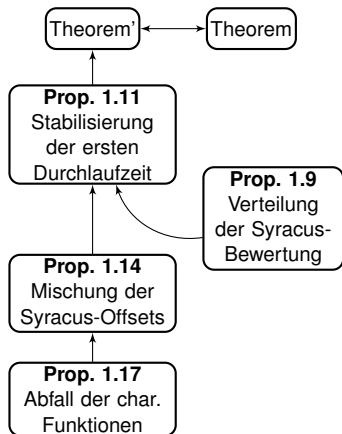 Theorem’
Theorem
Prop. 1.11
Stabilisierung
der ersten
Durchlaufzeit
Prop. 1.9
Verteilung
der Syracus-
Bewertung
Prop. 1.14
Mischung der
Syracus-Offsets
Prop. 1.17
Abfall der char.
Funktionen